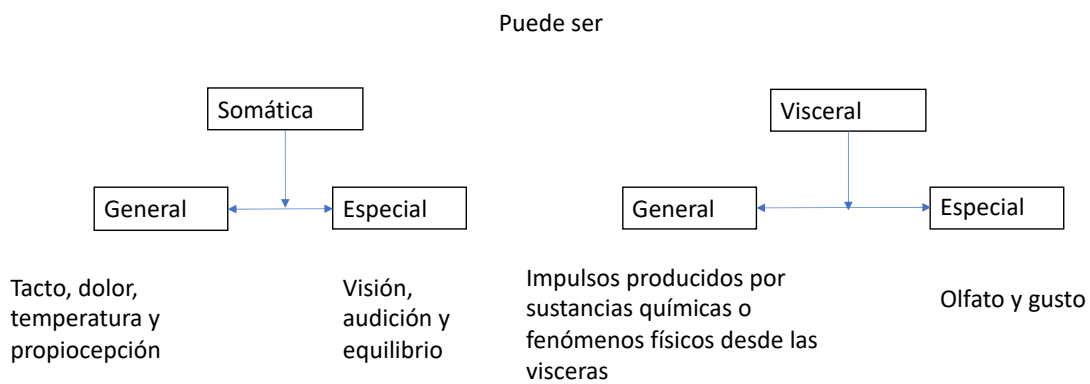 Puede ser
Somática
Visceral
General
Especial
General
Especial
Tacto, dolor,
temperatura y
propiocepción
Visión,
audición y
equilibrio
Impulsos producidos por
sustancias químicas o
fenómenos físicos desde las
visceras
Olfato y gusto